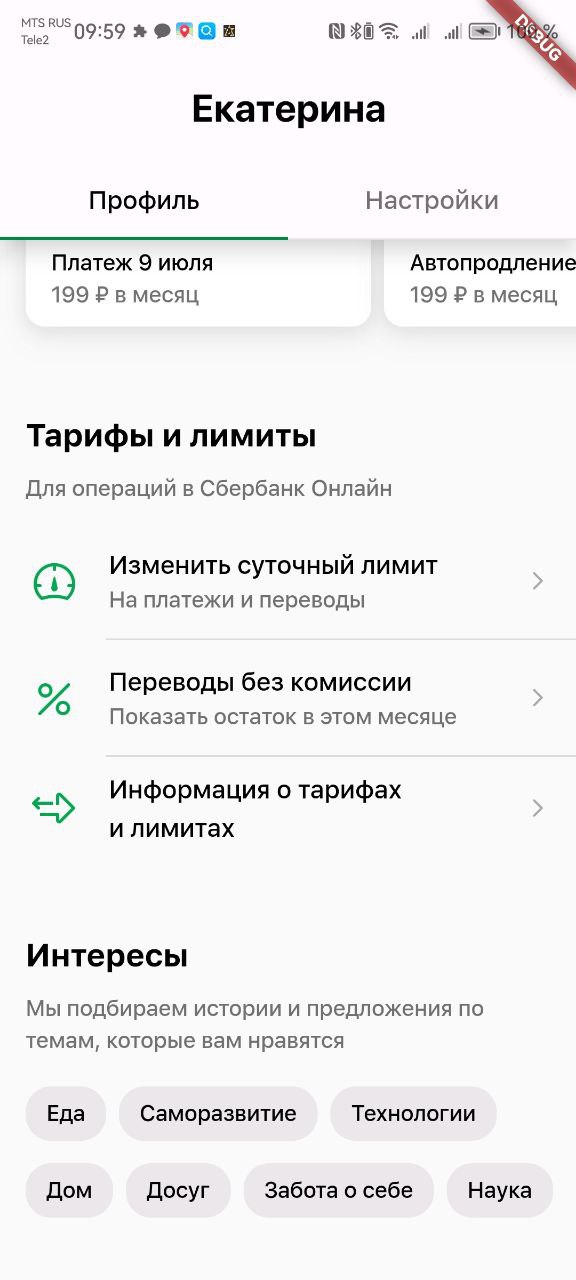 MTS RUS
Tele2
09:59
100 %
DEBUG
Екатерина
Профиль
Настройки
Платеж 9 июля
199 ₽ в месяц
Автопродление
199 ₽ в месяц
Тарифы и лимиты
Для операций в Сбербанк Онлайн
Изменить суточный лимит
На платежи и переводы
Переводы без комиссии
Показать остаток в этом месяце
Информация о тарифах
и лимитах
Интересы
Мы подбираем истории и предложения по
темам, которые вам нравятся
Еда
Саморазвитие
Технологии
Дом
Досуг
Забота о себе
Наука